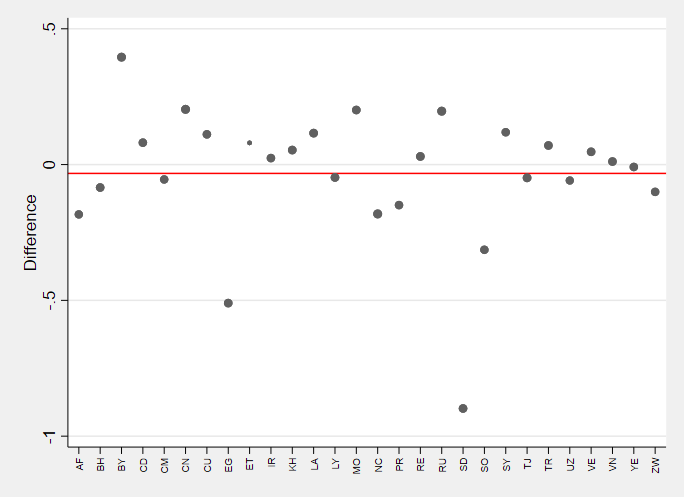 .5
0
-.5
-1
Difference
AF BH BY CD CM CN CU EG ET IR KH LA LY MO NC PR RE RU SD SO SY TJ TR UZ VE VN YE ZW